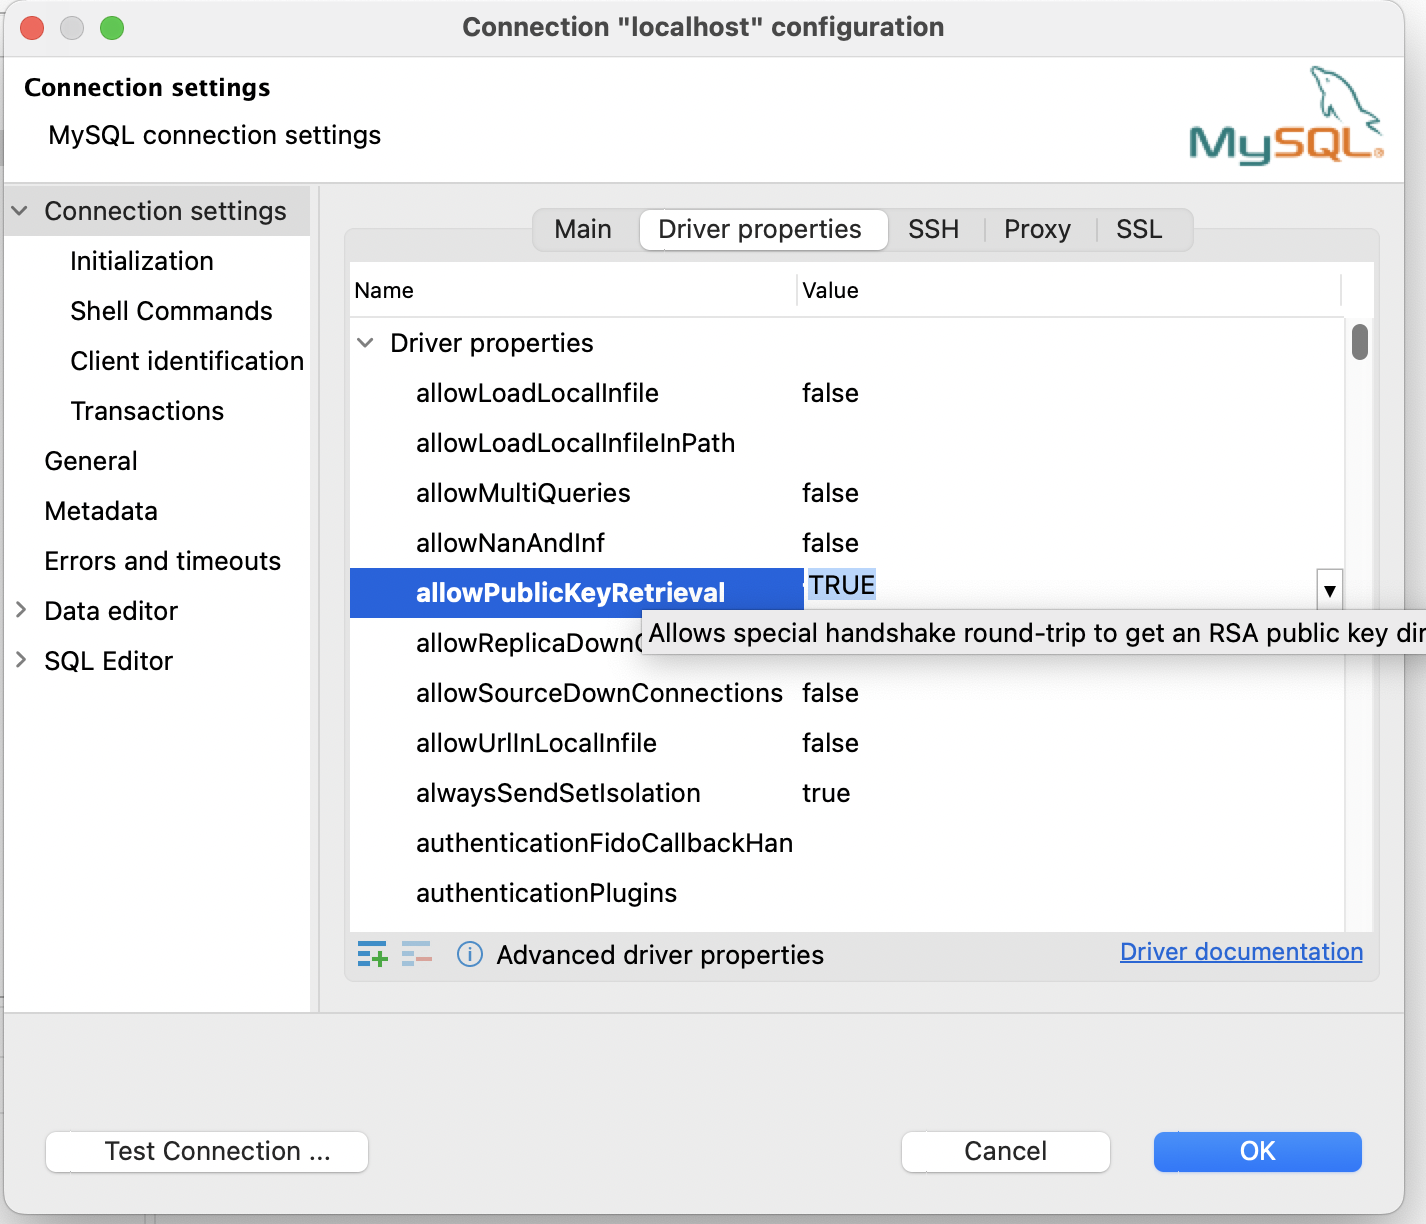 Connection "localhost" configuration
Connection settings
MySQL connection settings
MySQL®
Connection settings
Initialization
Shell Commands
Client identification
Transactions
General
Metadata
Errors and timeouts
Data editor
SQL Editor
Main Driver properties SSH Proxy SSL
Name Value
Driver properties
allowLoadLocalInfile false
allowLoadLocalInfileInPath
allowMultiQueries false
allowNanAndInf false
allowPublicKeyRetrieval TRUE
Allows special handshake round-trip to get an RSA public key dir
allowReplicaDown
allowSourceDownConnections false
allowUrlInLocalInfile false
alwaysSendSetIsolation true
authenticationFidoCallbackHan
authenticationPlugins
Advanced driver properties Driver documentation
Test Connection ... Cancel OK